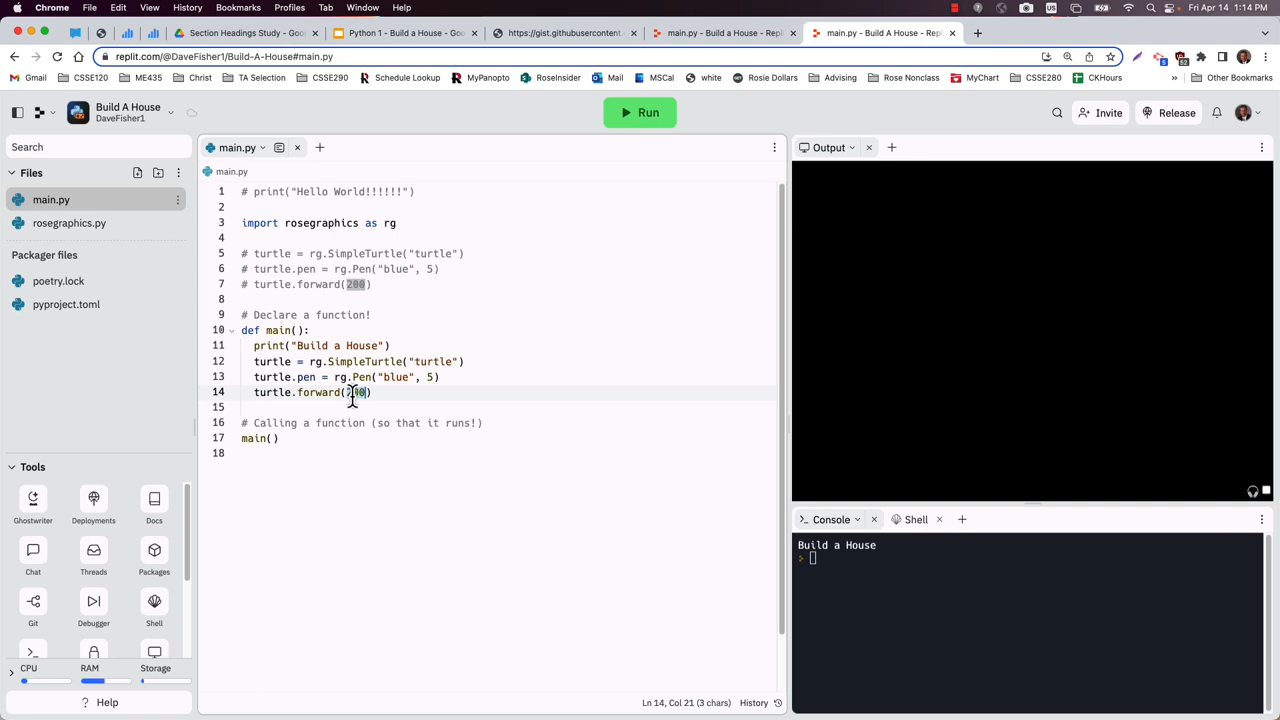 Chrome File Edit View History Bookmarks Profiles Tab Window Help
Fri Apr 14 1:14 PM
Section Headings Study - Goog
Python 1 - Build a House - Goo
https://gist.githubusercontent.
main.py - Build a House - Repl
main.py - Build A House - Repl
replit.com/@DaveFisher1/Build-A-House#main.py
Gmail CSSE120 ME435 Christ TA Selection CSSE290 Schedule Lookup MyPanopto RoseInsider Mail MSCal white Rosie Dollars Advising Rose Nonclass MyChart CSSE280 CKHours » Other Bookmarks
Build A House
DaveFisher1
Run
Invite
Release
Search
Files
main.py
rosegraphics.py
Packager files
poetry.lock
pyproject.toml
Tools
Ghostwriter Deployments Docs
Chat Threads Packages
Git Debugger Shell
CPU RAM Storage
? Help
main.py
main.py
1 # print("Hello World!!!!!!")
2
3 import rosegraphics as rg
4
5 # turtle = rg.SimpleTurtle("turtle")
6 # turtle.pen = rg.Pen("blue", 5)
7 # turtle.forward(200)
8
9 # Declare a function!
10 def main():
11 print("Build a House")
12 turtle = rg.SimpleTurtle("turtle")
13 turtle.pen = rg.Pen("blue", 5)
14 turtle.forward(200)
15
16 # Calling a function (so that it runs!)
17 main()
18
Ln 14, Col 21 (3 chars) History
Output
Console Shell
Build a House
>